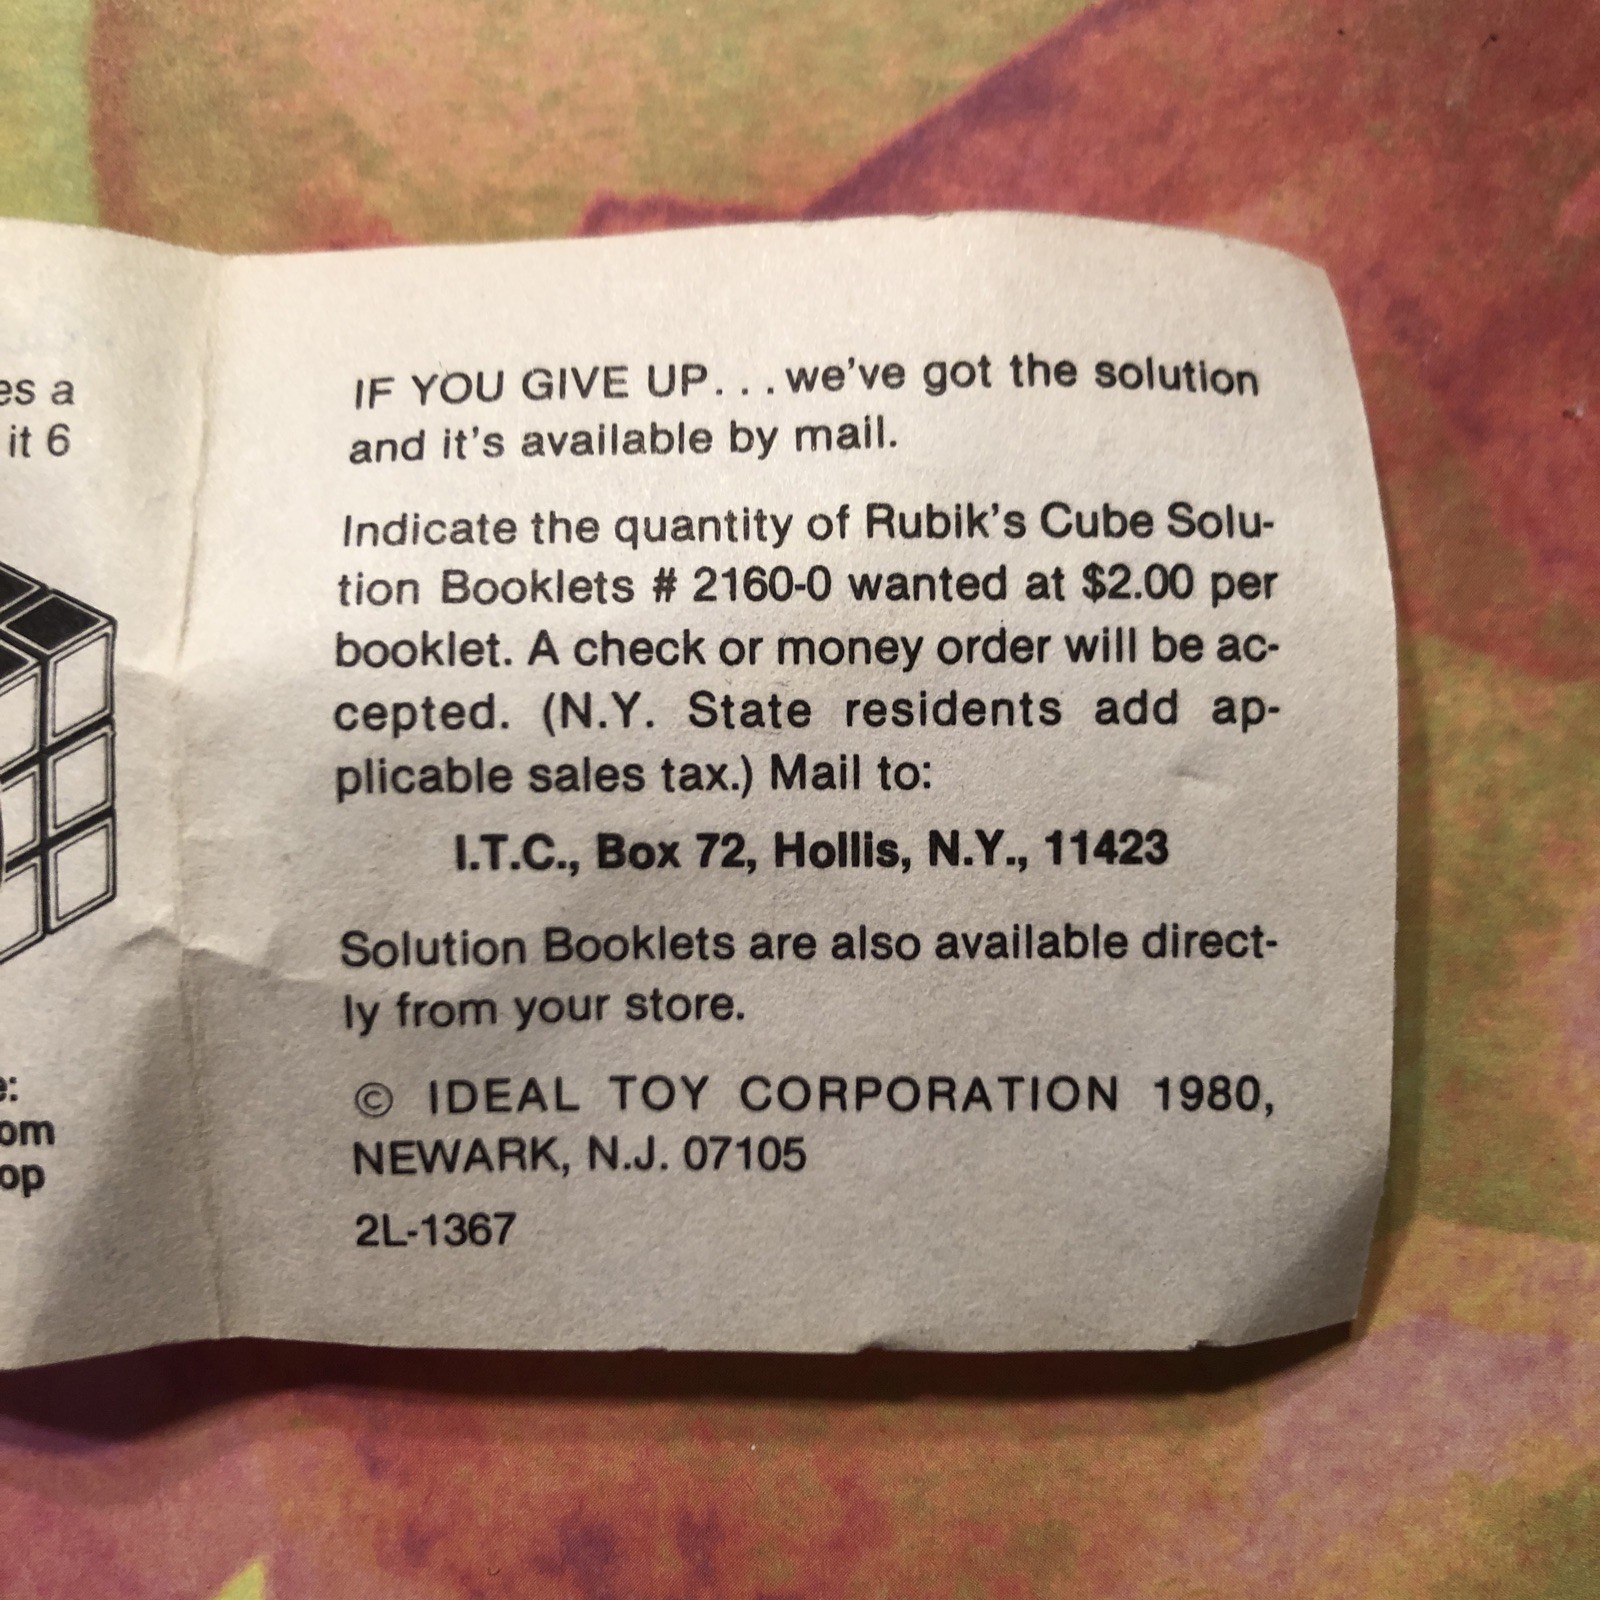 es a
it 6
om
op
IF YOU GIVE UP. . . we've got the solution
and it's available by mail.
Indicate the quantity of Rubik's Cube Solu-
tion Booklets # 2160-0 wanted at $2.00 per
booklet. A check or money order will be ac-
cepted. (N.Y. State residents add ap-
plicable sales tax.) Mail to:
I.T.C., Box 72, Hollis, N.Y., 11423
Solution Booklets are also available direct-
ly from your store.
© IDEAL TOY CORPORATION 1980,
NEWARK, N.J. 07105
2L-1367